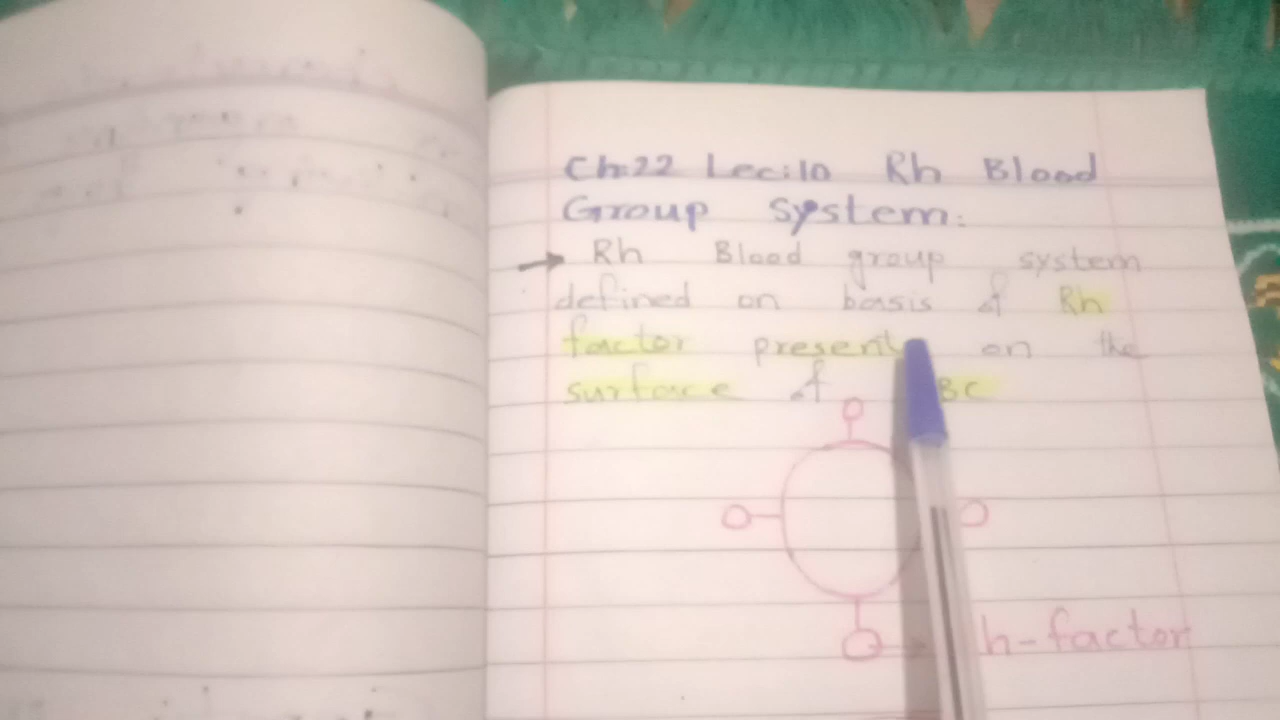 Ch:22 Lec:10 Rh Blood
Group System:
→ Rh Blood group system
defined on basis of Rh
factor present on the
surface of BC
h-factor